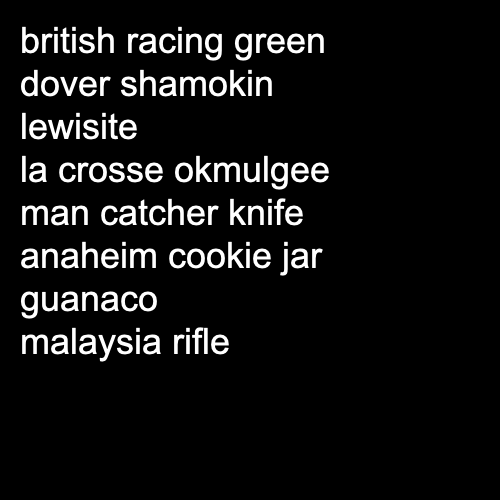 british racing green
dover shamokin
lewisite
la crosse okmulgee
man catcher knife
anaheim cookie jar
guanaco
malaysia rifle